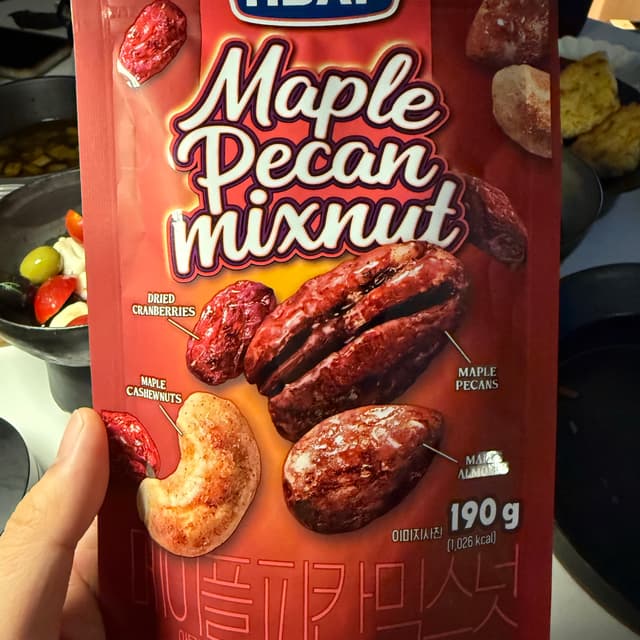 Maple
Pecan
mixnut
DRIED
CRANBERRIES
MAPLE
PECANS
MAPLE
CASHEWNUTS
이미지사진
190 g
(1,026 kcal)
메이플피칸믹스넛